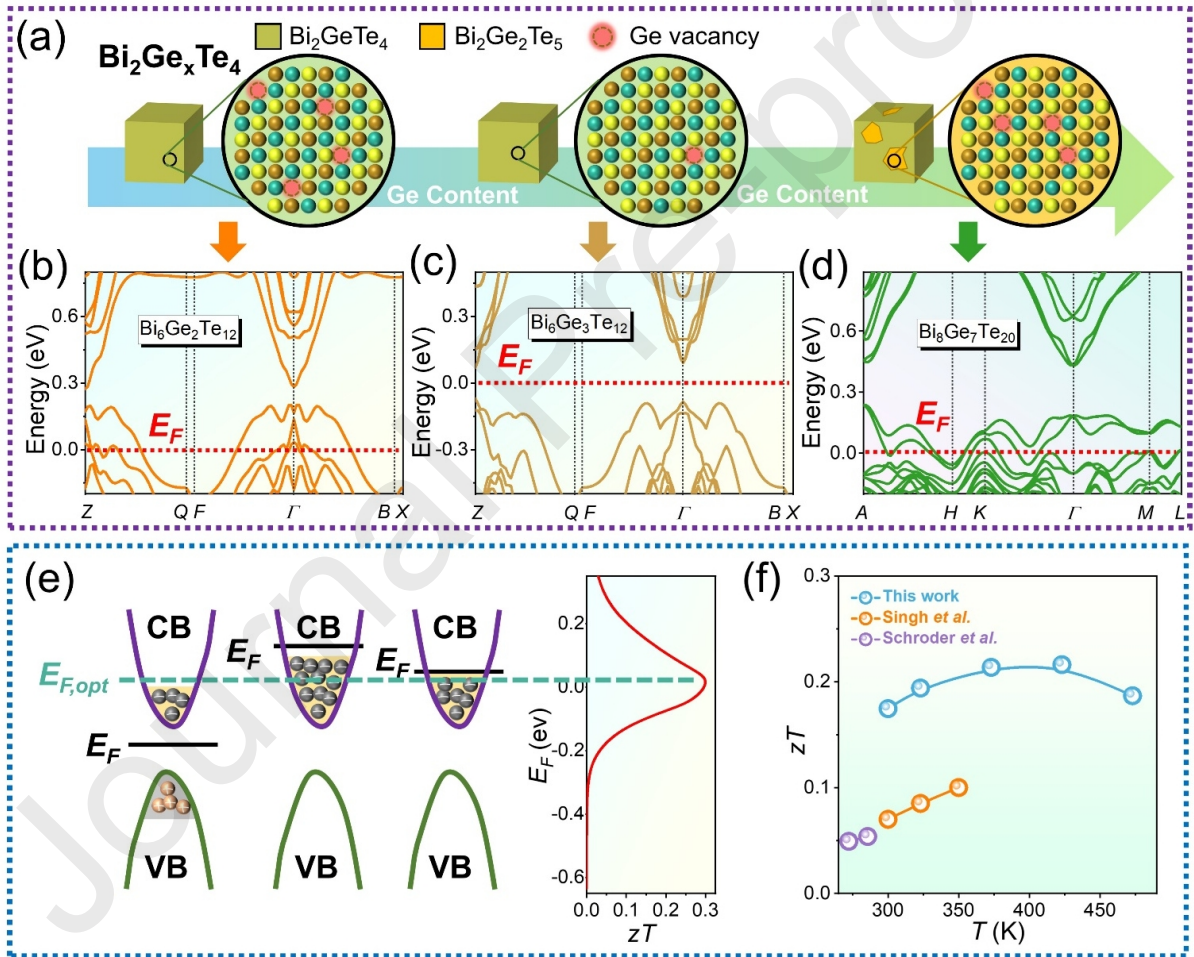 (a)
Bi2GeTe4
Bi2Ge2Te5
Ge vacancy
Bi2GexTe4
Ge Content
Ge Content
(b)
Energy (eV)
0.6
0.3
0.0
Bi6Ge2Te12
EF
Z Q F Γ B X
(c)
Energy (eV)
0.6
0.3
0.0
-0.3
Bi6Ge3Te12
EF
Z Q F Γ B X
(d)
Energy (eV)
0.6
0.3
0.0
Bi8Ge7Te20
EF
A H K Γ M L
(e)
CB CB CB
EF EF
EF,opt
EF
VB VB VB
EF (ev)
0.2
0.0
-0.2
-0.4
-0.6
0.0 0.1 0.2 0.3
zT
(f)
zT
0.3
0.2
0.1
0.0
This work
Singh et al.
Schroder et al.
300 350 400 450
T (K)
Journal Pre-pro